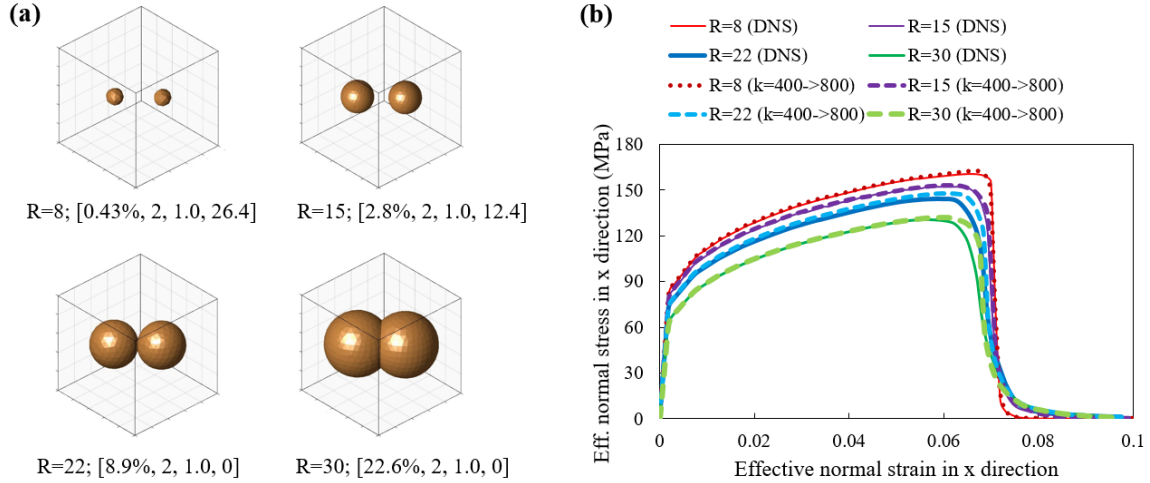 (a)
R=8; [0.43%, 2, 1.0, 26.4]
R=15; [2.8%, 2, 1.0, 12.4]
R=22; [8.9%, 2, 1.0, 0]
R=30; [22.6%, 2, 1.0, 0]
(b)
R=8 (DNS)
R=15 (DNS)
R=22 (DNS)
R=30 (DNS)
R=8 (k=400->800)
R=15 (k=400->800)
R=22 (k=400->800)
R=30 (k=400->800)
Eff. normal stress in x direction (MPa)
180
150
120
90
60
30
0
0
0.02
0.04
0.06
0.08
0.1
Effective normal strain in x direction